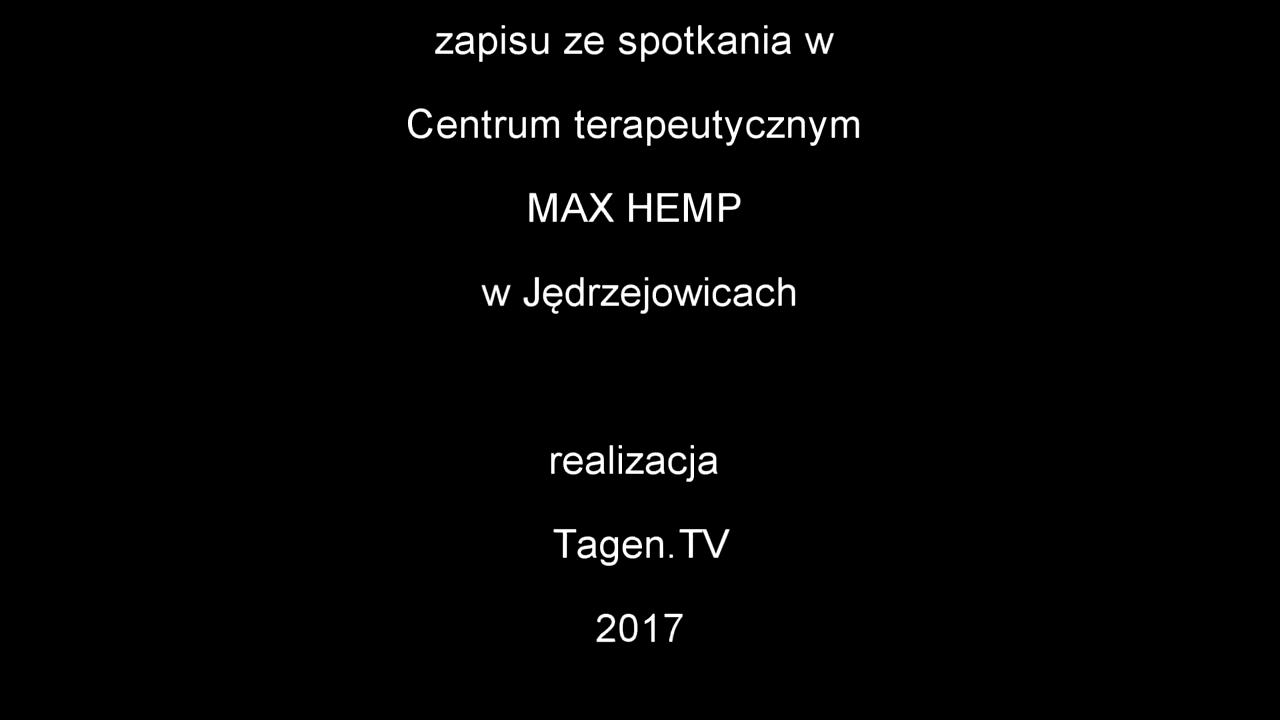 zapisu ze spotkania w
Centrum terapeutycznym
MAX HEMP
w Jędrzejowicach
realizacja
Tagen.TV
2017